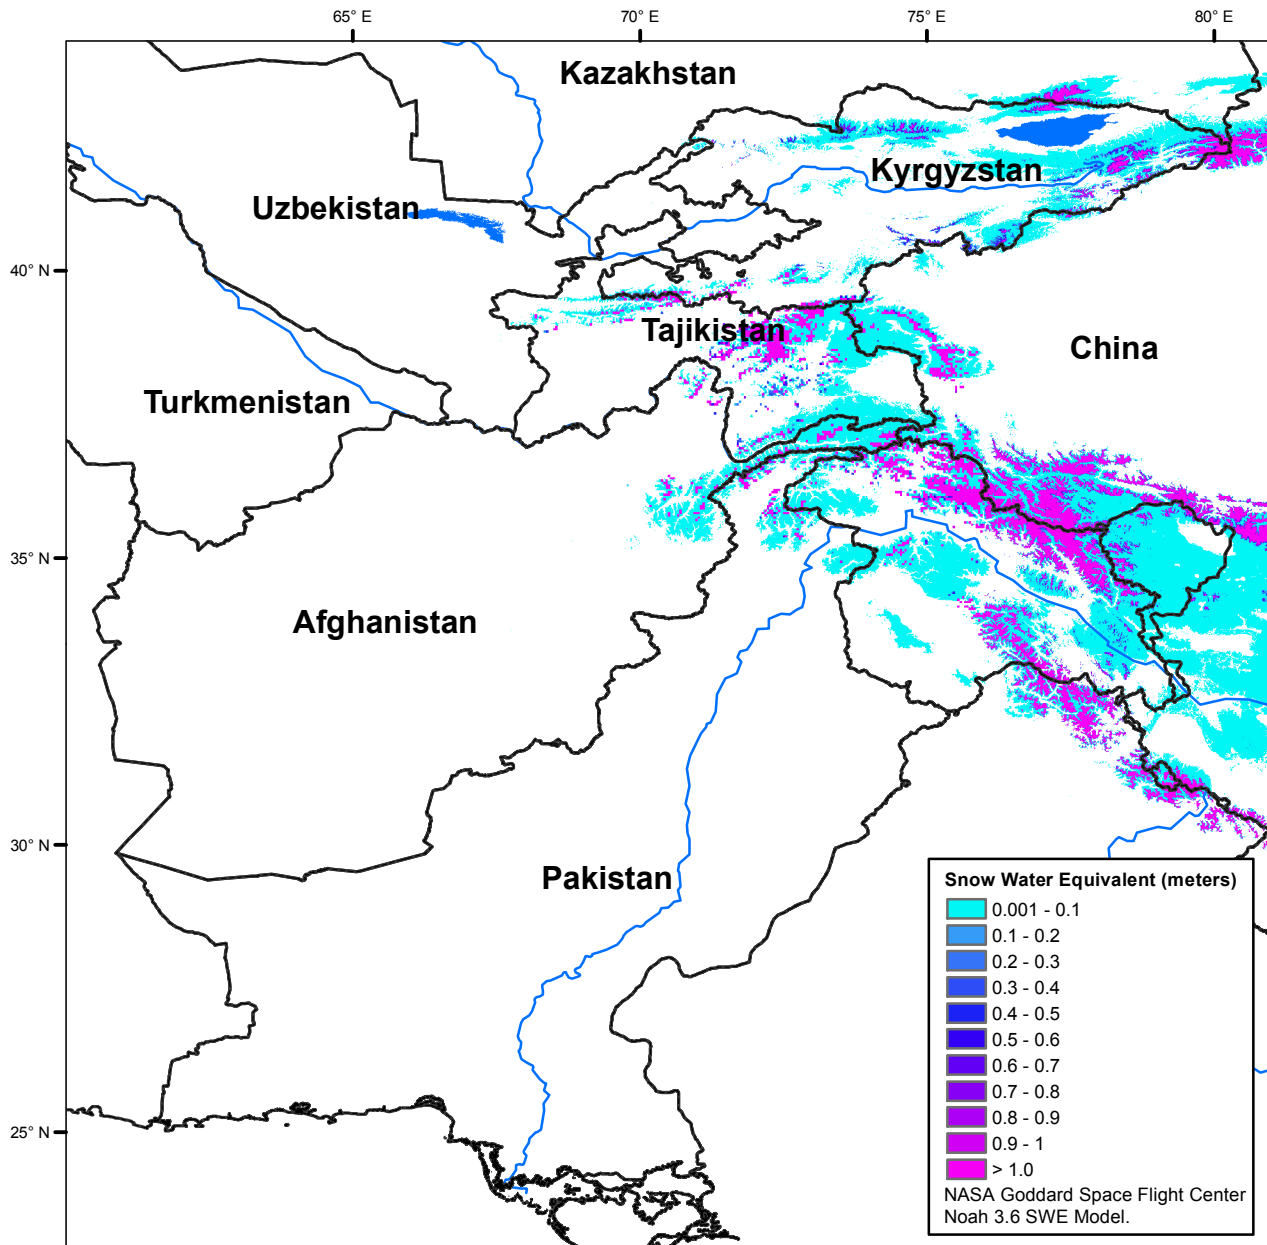 65° E
70° E
75° E
80° E
Kazakhstan
Kyrgyzstan
Uzbekistan
40° N
Tajikistan
China
Turkmenistan
35° N
Afghanistan
30° N
Pakistan
25° N
Snow Water Equivalent (meters)
0.001 - 0.1
0.1 - 0.2
0.2 - 0.3
0.3 - 0.4
0.4 - 0.5
0.5 - 0.6
0.6 - 0.7
0.7 - 0.8
0.8 - 0.9
0.9 - 1
> 1.0
NASA Goddard Space Flight Center
Noah 3.6 SWE Model.